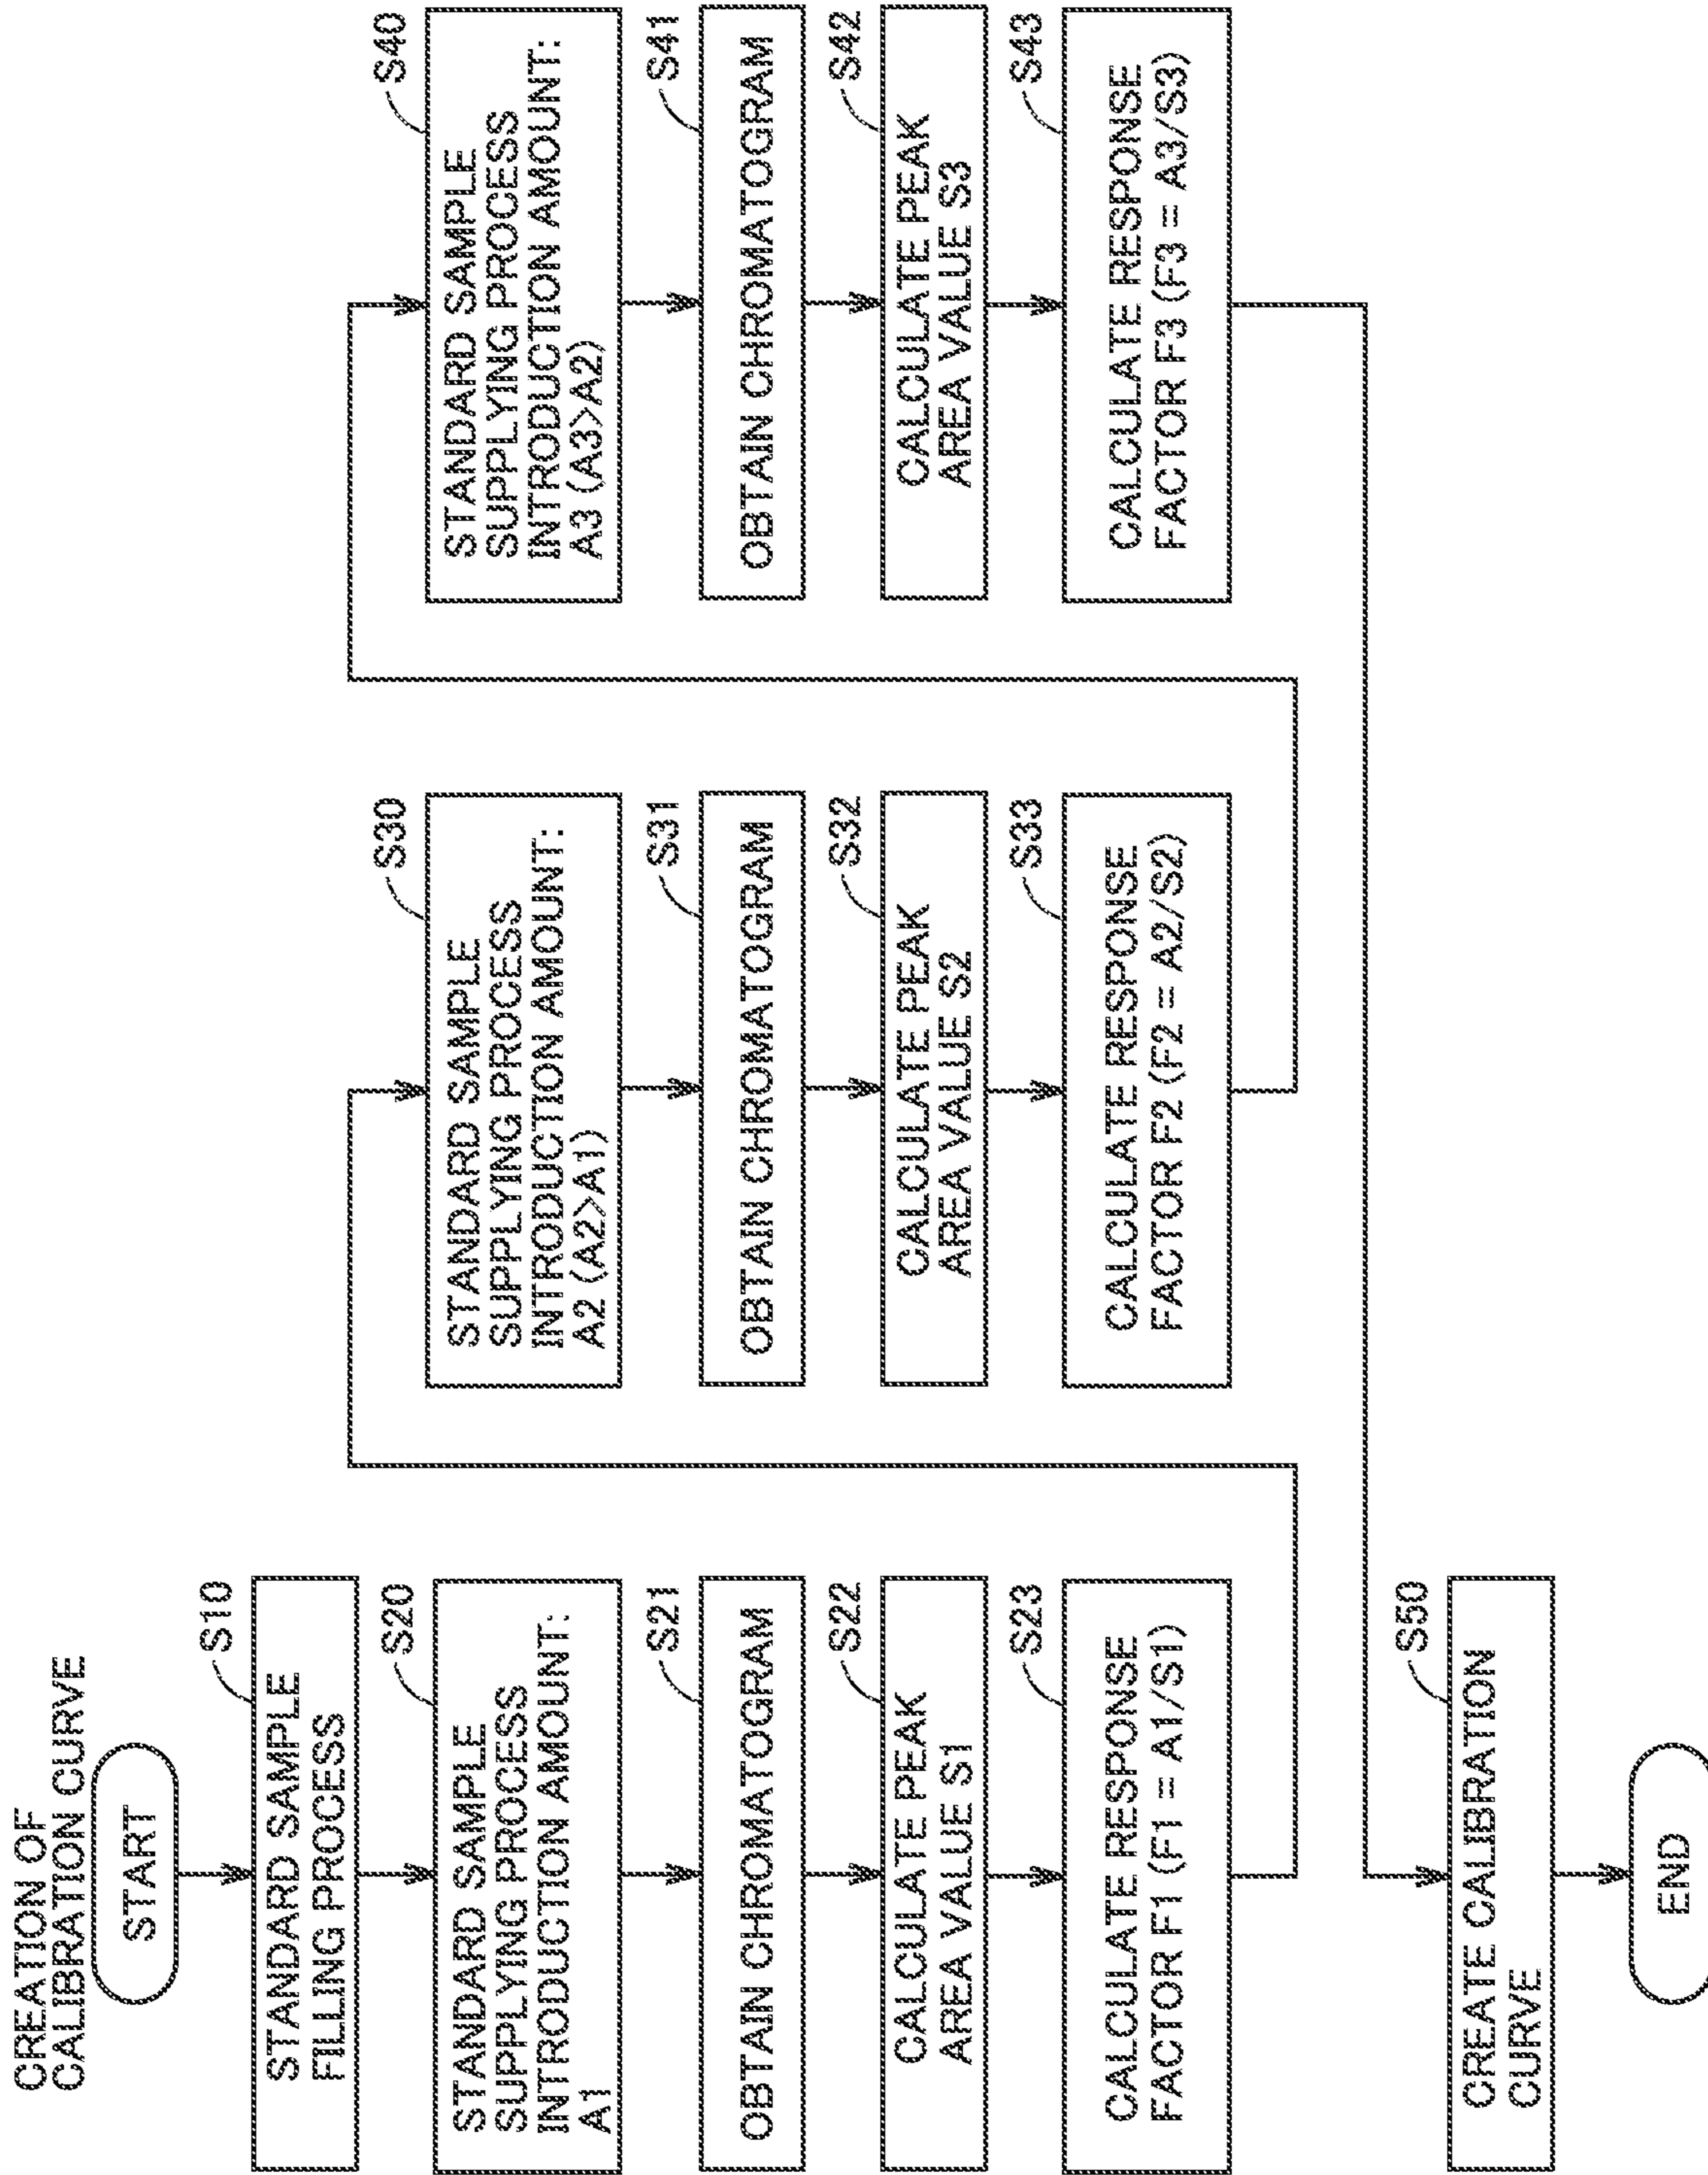 CREATION OF
CALIBRATION CURVE
START
S10
STANDARD SAMPLE
FILLING PROCESS
S20
STANDARD SAMPLE
SUPPLYING PROCESS
INTRODUCTION AMOUNT:
A1
S21
OBTAIN CHROMATOGRAM
S22
CALCULATE PEAK
AREA VALUE S1
S23
CALCULATE RESPONSE
FACTOR F1 (F1 = A1/S1)
S30
STANDARD SAMPLE
SUPPLYING PROCESS
INTRODUCTION AMOUNT:
A2 (A2>A1)
S31
OBTAIN CHROMATOGRAM
S32
CALCULATE PEAK
AREA VALUE S2
S33
CALCULATE RESPONSE
FACTOR F2 (F2 = A2/S2)
S40
STANDARD SAMPLE
SUPPLYING PROCESS
INTRODUCTION AMOUNT:
A3 (A3>A2)
S41
OBTAIN CHROMATOGRAM
S42
CALCULATE PEAK
AREA VALUE S3
S43
CALCULATE RESPONSE
FACTOR F3 (F3 = A3/S3)
S50
CREATE CALIBRATION
CURVE
END